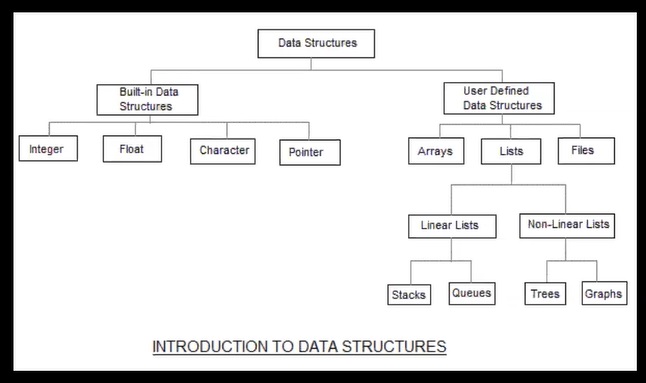 Data Structures
Built-in Data
Structures
User Defined
Data Structures
Integer
Float
Character
Pointer
Arrays
Lists
Files
Linear Lists
Non-Linear Lists
Stacks
Queues
Trees
Graphs
INTRODUCTION TO DATA STRUCTURES